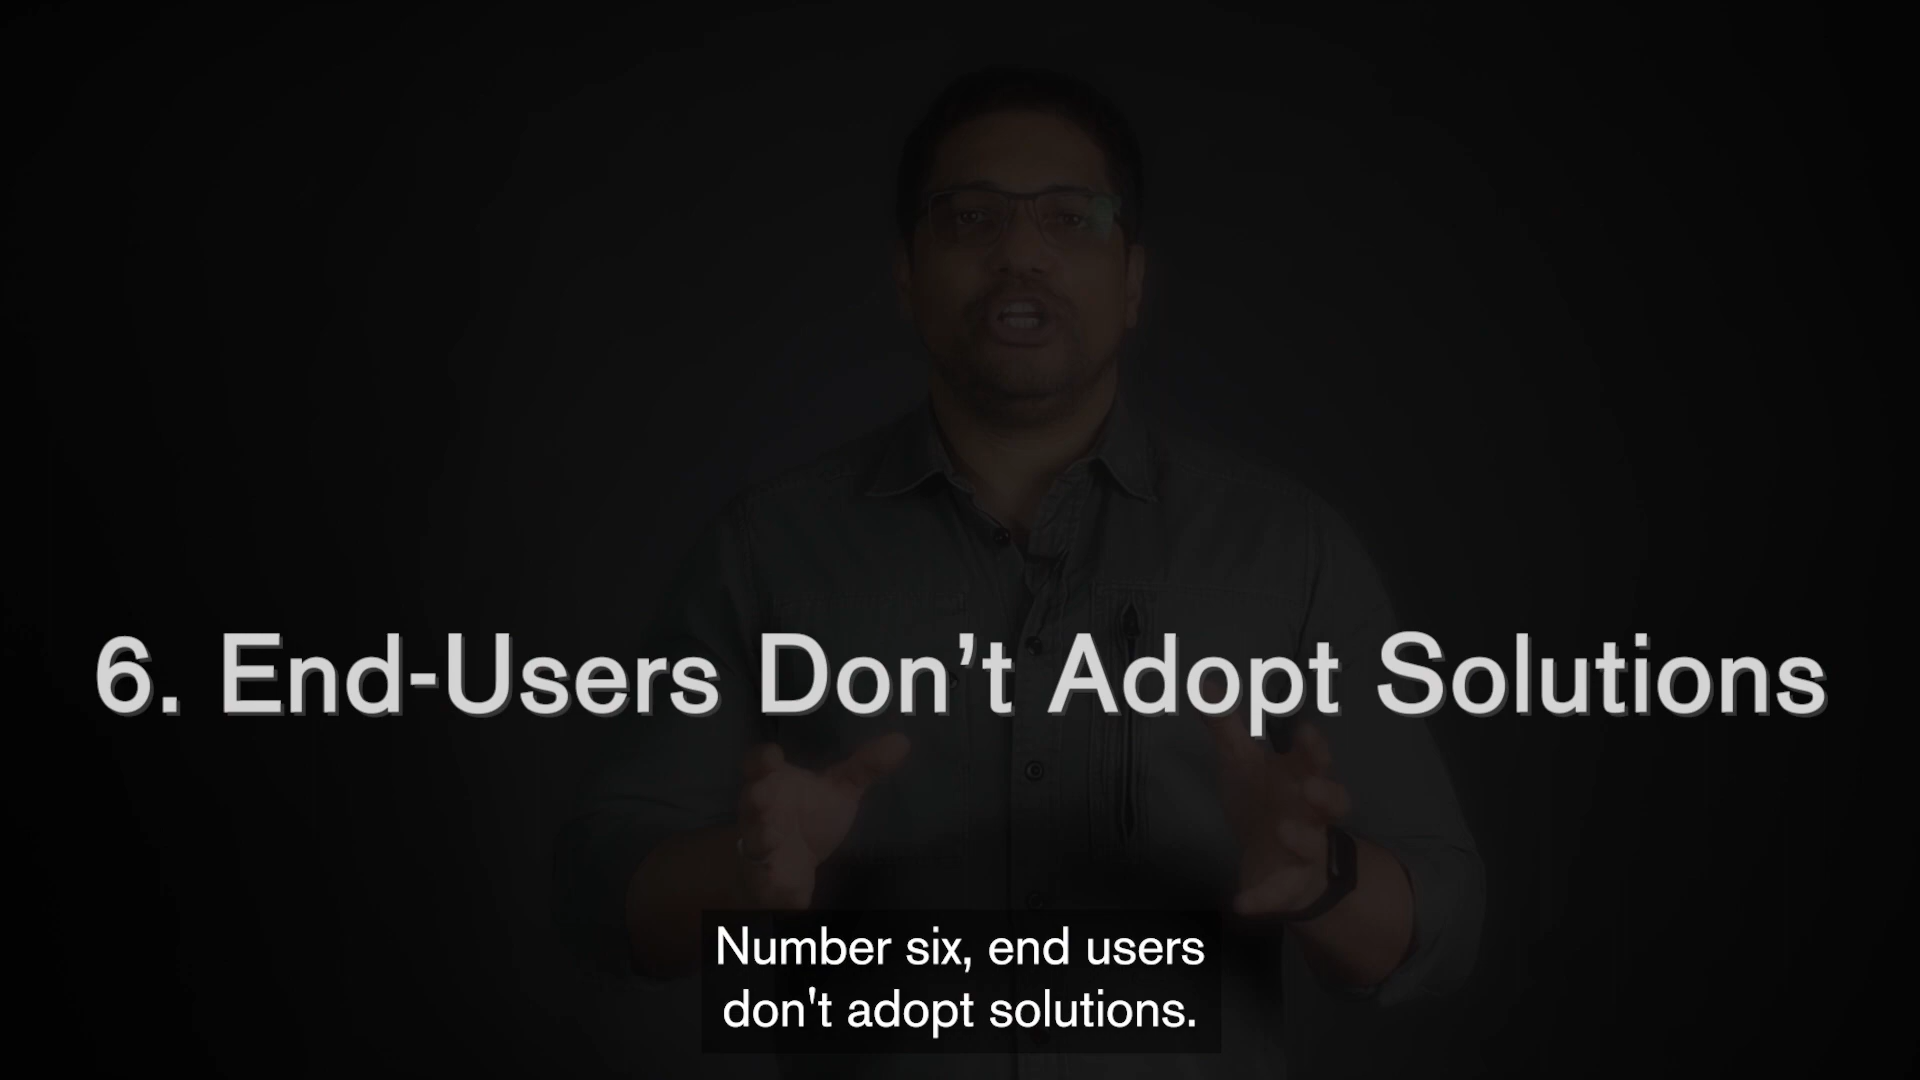 6. End-Users Don’t Adopt Solutions
Number six, end users
don't adopt solutions.